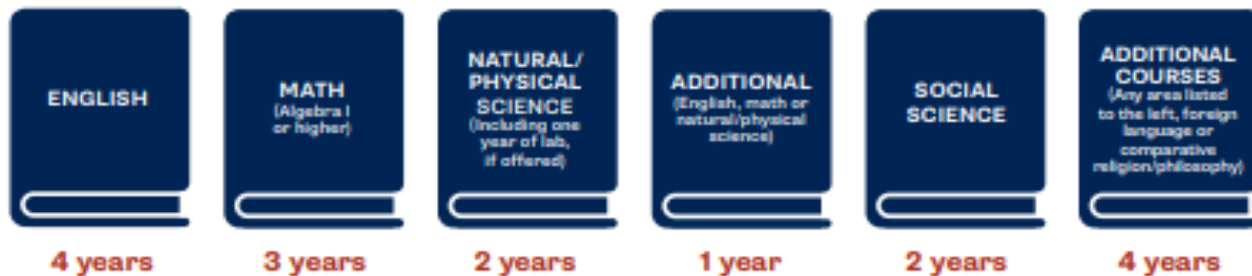 ENGLISH
4 years
MATH
(Algebra I
or higher)
3 years
NATURAL/
PHYSICAL
SCIENCE
(Including one
year of lab,
if offered)
2 years
ADDITIONAL
(English, math or
natural/physical
science)
1 year
SOCIAL
SCIENCE
2 years
ADDITIONAL
COURSES
(Any area listed
to the left, foreign
language or
comparative
religion/philosophy)
4 years